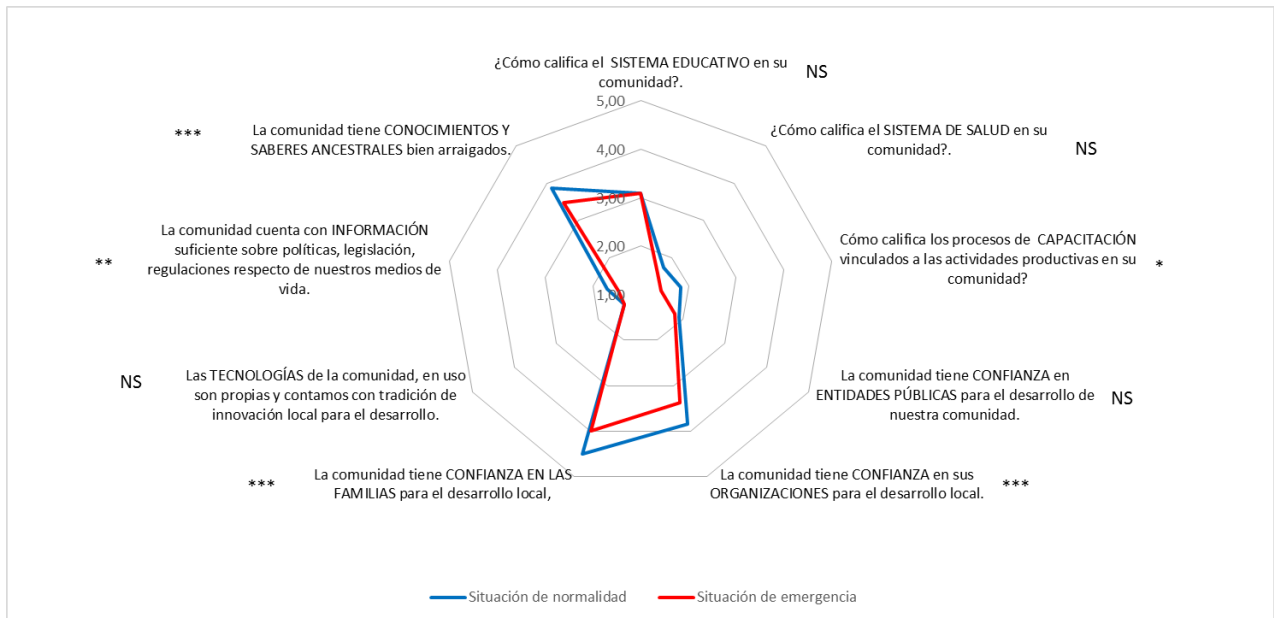 ¿Cómo califica el  SISTEMA EDUCATIVO en su
comunidad?.
NS
5,00
4,00
3,00
2,00
1,00
¿Cómo califica el SISTEMA DE SALUD en su
comunidad?.
NS
Cómo califica los procesos de  CAPACITACIÓN
vinculados a las actividades productivas en su
comunidad?
*
La comunidad tiene CONFIANZA en
ENTIDADES PÚBLICAS para el desarrollo de
nuestra comunidad.
NS
La comunidad tiene CONFIANZA en sus
ORGANIZACIONES para el desarrollo local.
***
La comunidad tiene CONFIANZA EN LAS
FAMILIAS para el desarrollo local,
***
Las TECNOLOGÍAS de la comunidad, en uso
son propias y contamos con tradición de
innovación local para el desarrollo.
NS
La comunidad cuenta con INFORMACIÓN
suficiente sobre políticas, legislación,
regulaciones respecto de nuestros medios de
vida.
**
La comunidad tiene CONOCIMIENTOS Y
SABERES ANCESTRALES bien arraigados.
***
Situación de normalidad
Situación de emergencia